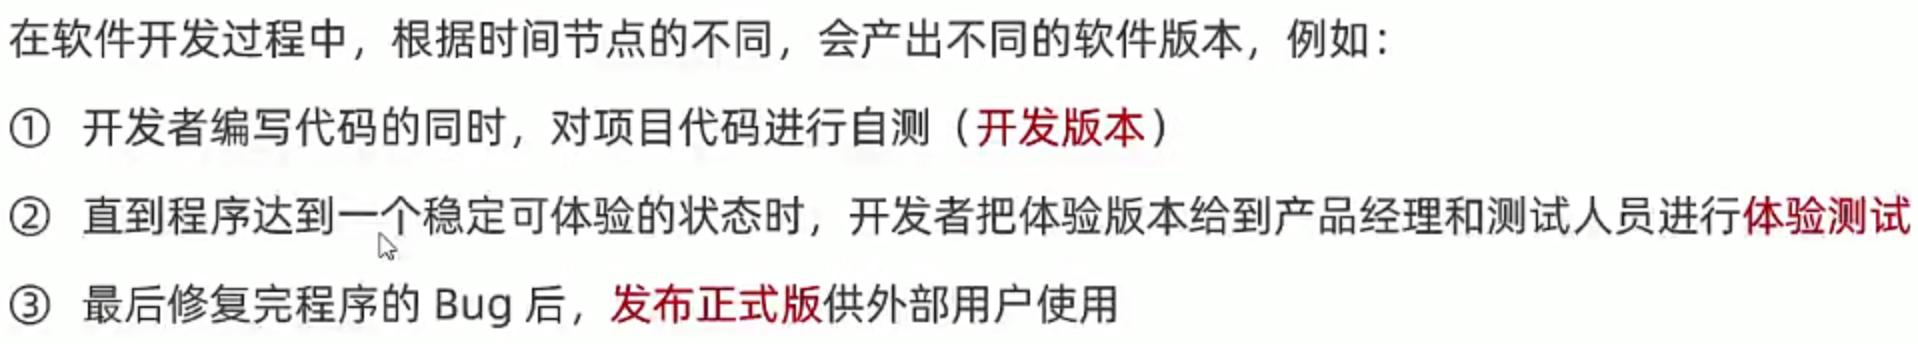 在软件开发过程中，根据时间节点的不同，会产出不同的软件版本，例如：
① 开发者编写代码的同时，对项目代码进行自测（开发版本）
② 直到程序达到一个稳定可体验的状态时，开发者把体验版本给到产品经理和测试人员进行体验测试
③ 最后修复完程序的 Bug 后，发布正式版供外部用户使用